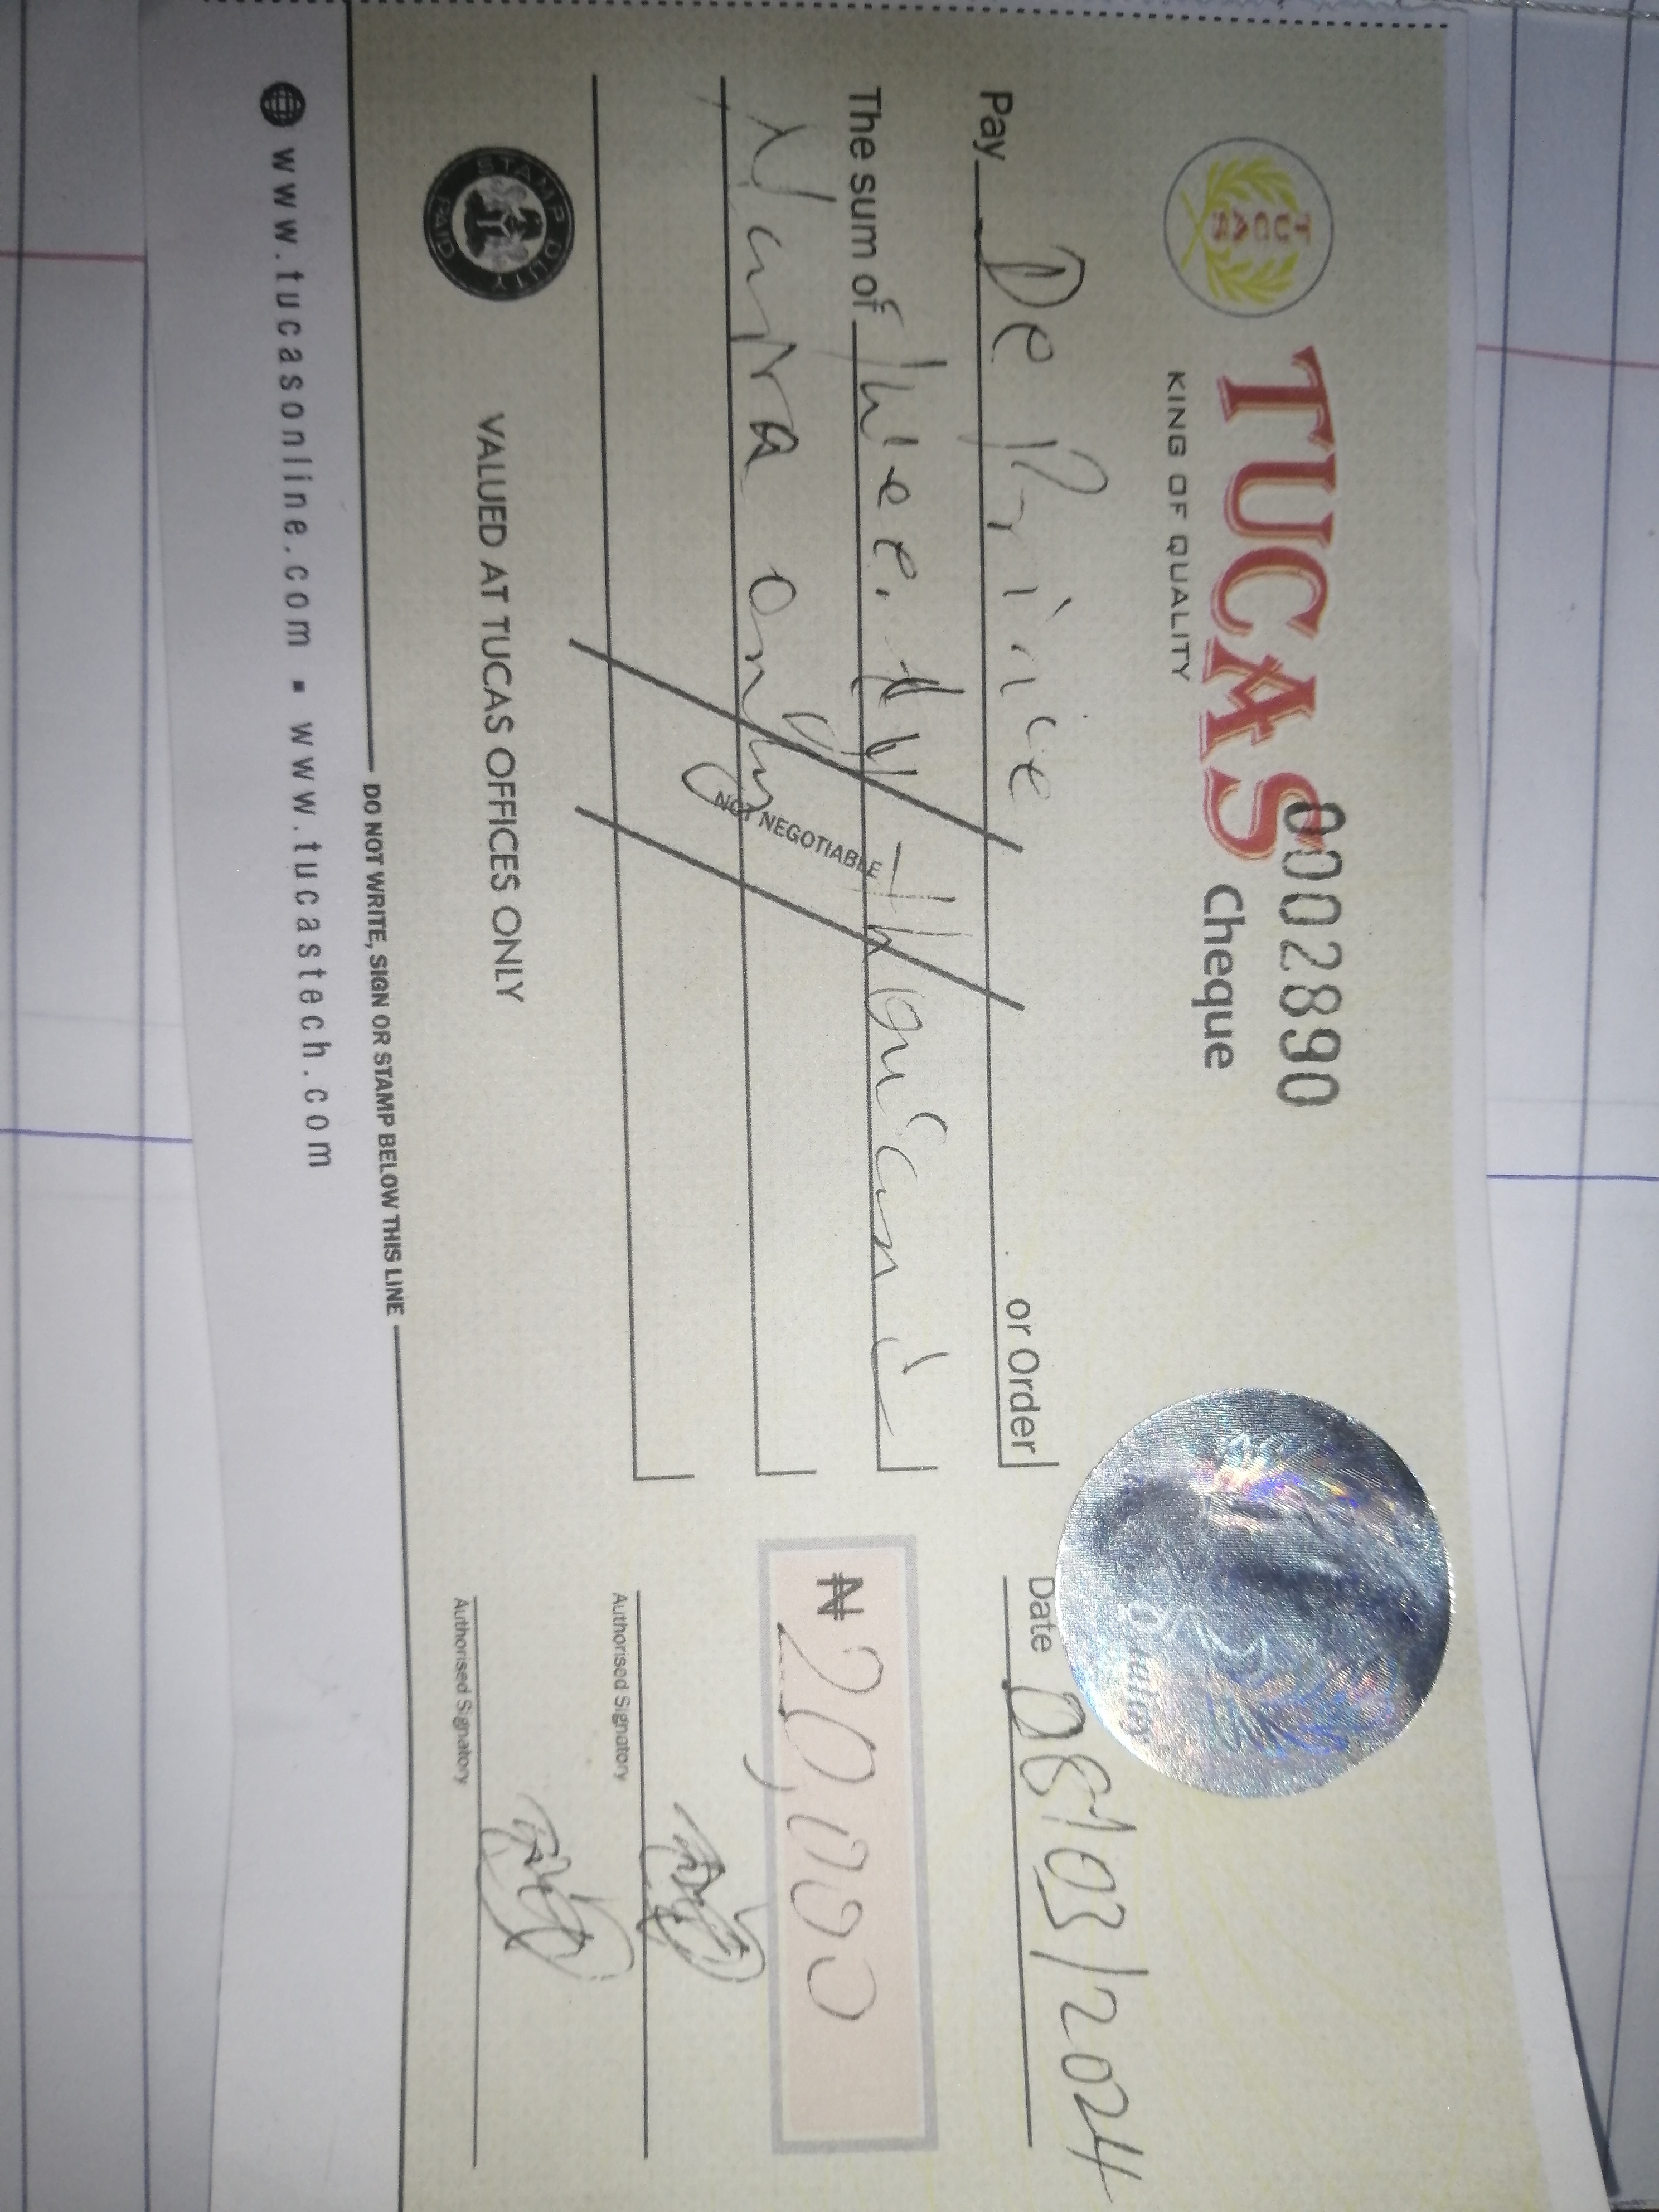 0002890
TUCAS Cheque
KING OF QUALITY
TUCAS
Quality
Pay De Prince or Order
Date 08/03/2024
The sum of Twenty Thousand
Naira only
NOT NEGOTIABLE
₦ 20,000
Authorised Signatory
Authorised Signatory
STAMP DUTY PAID
VALUED AT TUCAS OFFICES ONLY
DO NOT WRITE, SIGN OR STAMP BELOW THIS LINE
www.tucasonline.com ▪ www.tucastech.com